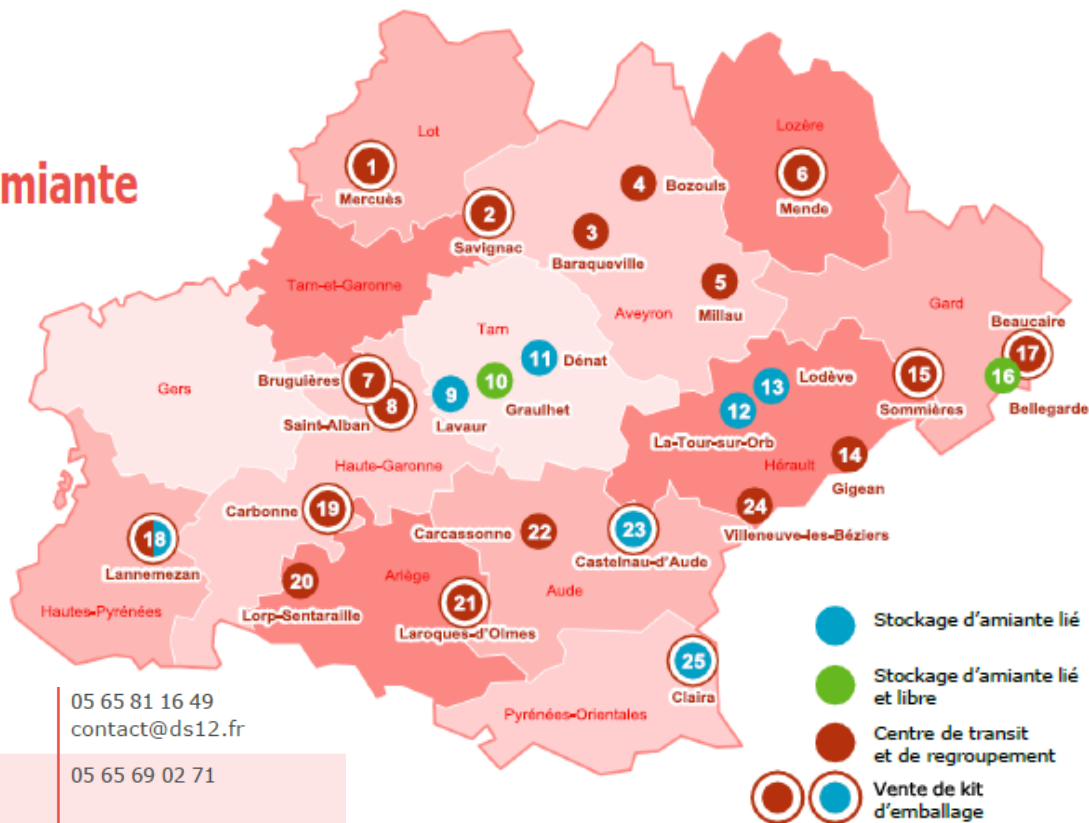 miante
Lot
1
Mercuès
2
Savignac
Lozère
6
Mende
4
Bozouls
3
Baraqueville
5
Millau
Aveyron
Tarn-et-Garonne
Gard
Beaucaire
17
16
Bellegarde
15
Sommières
Tarn
11
Dénat
10
Graulhet
9
Lavaur
Gers
Bruguières
7
8
Saint-Alban
Haute-Garonne
13
Lodève
12
La-Tour-sur-Orb
Hérault
14
Gigean
24
Villeneuve-les-Béziers
Carbonne
19
Carcassonne
22
23
Castelnau-d'Aude
Aude
18
Lannemezan
Hautes-Pyrénées
20
Lorp-Sentaraille
Ariège
21
Laroques-d'Olmes
25
Claira
Pyrénées-Orientales
Stockage d'amiante lié
Stockage d'amiante lié
et libre
Centre de transit
et de regroupement
Vente de kit
d'emballage
05 65 81 16 49
contact@ds12.fr
05 65 69 02 71